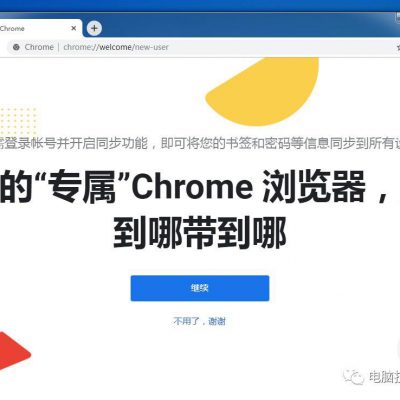 Chrome
Chrome | chrome://welcome/new-user
登录帐号并开启同步功能，即可将您的书签和密码等信息同步到所有
的“专属”Chrome 浏览器，
到哪带到哪
继续
不用了，谢谢
电脑技